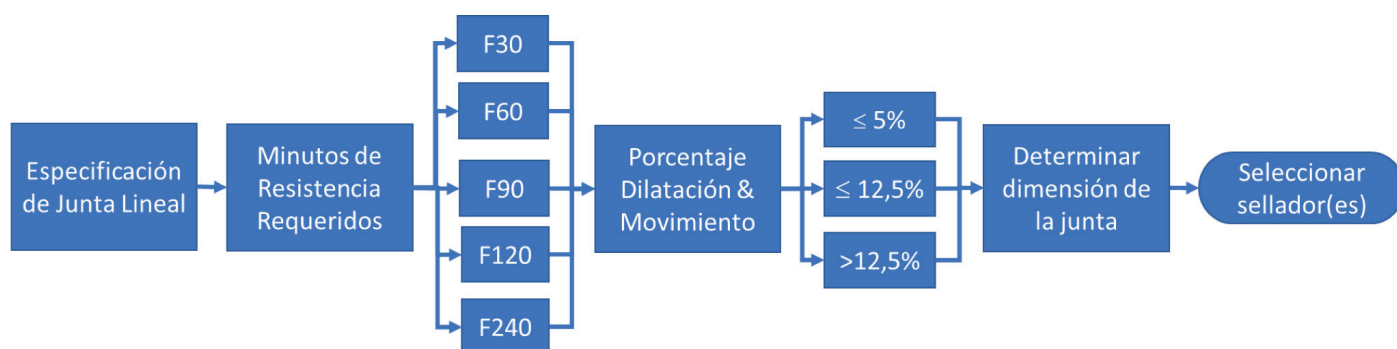 Especificación
de Junta Lineal
Minutos de
Resistencia
Requeridos
F30
F60
F90
F120
F240
Porcentaje
Dilatación &
Movimiento
≤ 5%
≤ 12,5%
>12,5%
Determinar
dimensión de
la junta
Seleccionar
sellador(es)